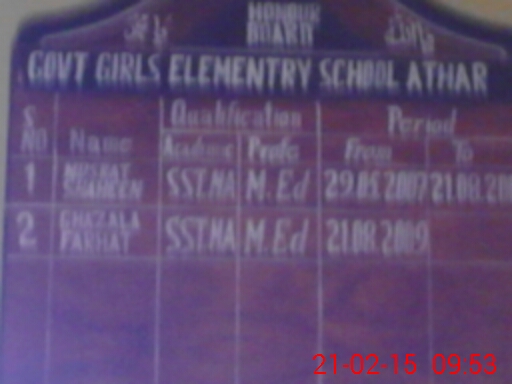 HONOUR
BOARD
GOVT GIRLS ELEMENTRY SCHOOL ATHAR
S
NO
Name
Qualification
Period
Academic
Profe
From
To
1
NUSRAT
SHAHEEN
SST.MA
M.Ed
29.05.2007
21.08.20
2
GHAZALA
FARHAT
SST.MA
M.Ed
21.08.2009
21-02-15 09:53